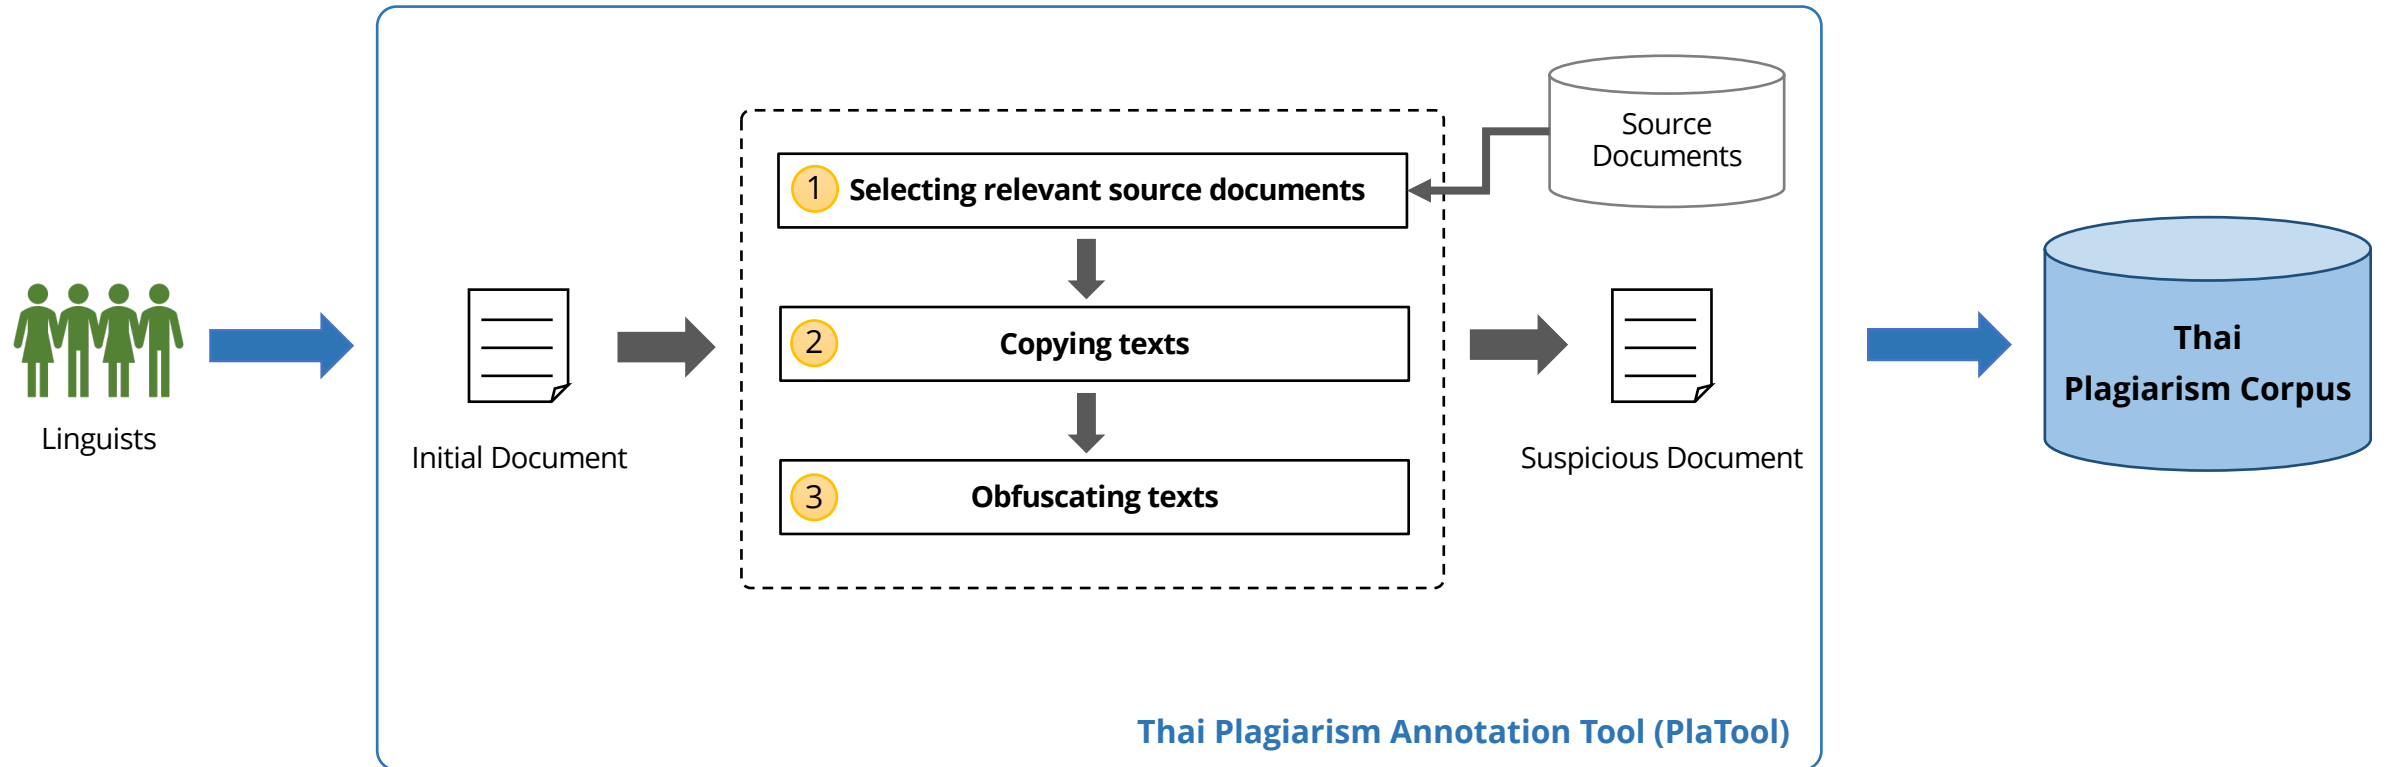 Linguists
Initial Document
1 Selecting relevant source documents
2 Copying texts
3 Obfuscating texts
Source
Documents
Suspicious Document
Thai Plagiarism Annotation Tool (PlaTool)
Thai
Plagiarism Corpus